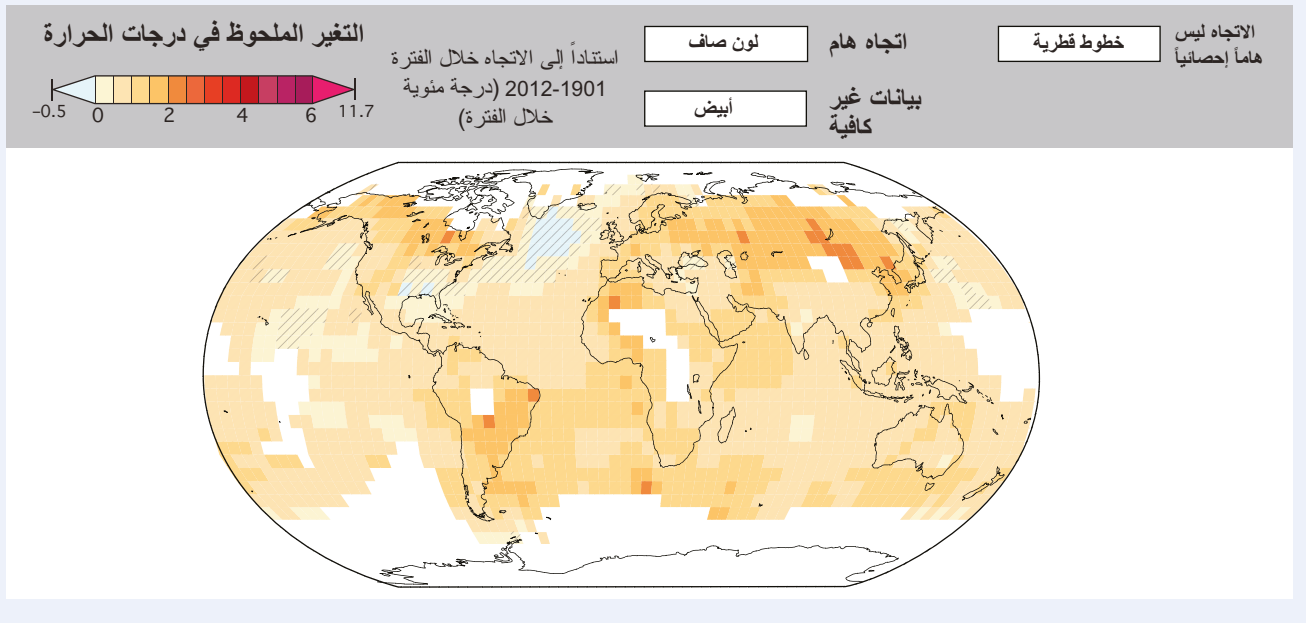 التغير الملحوظ في درجات الحرارة
−0.5 0 2 4 6 11.7
استناداً إلى الاتجاه خلال الفترة
2012-1901 (درجة مئوية
خلال الفترة)
لون صاف
اتجاه هام
أبيض
بيانات غير
كافية
خطوط قطرية
الاتجاه ليس
هاماً إحصائياً